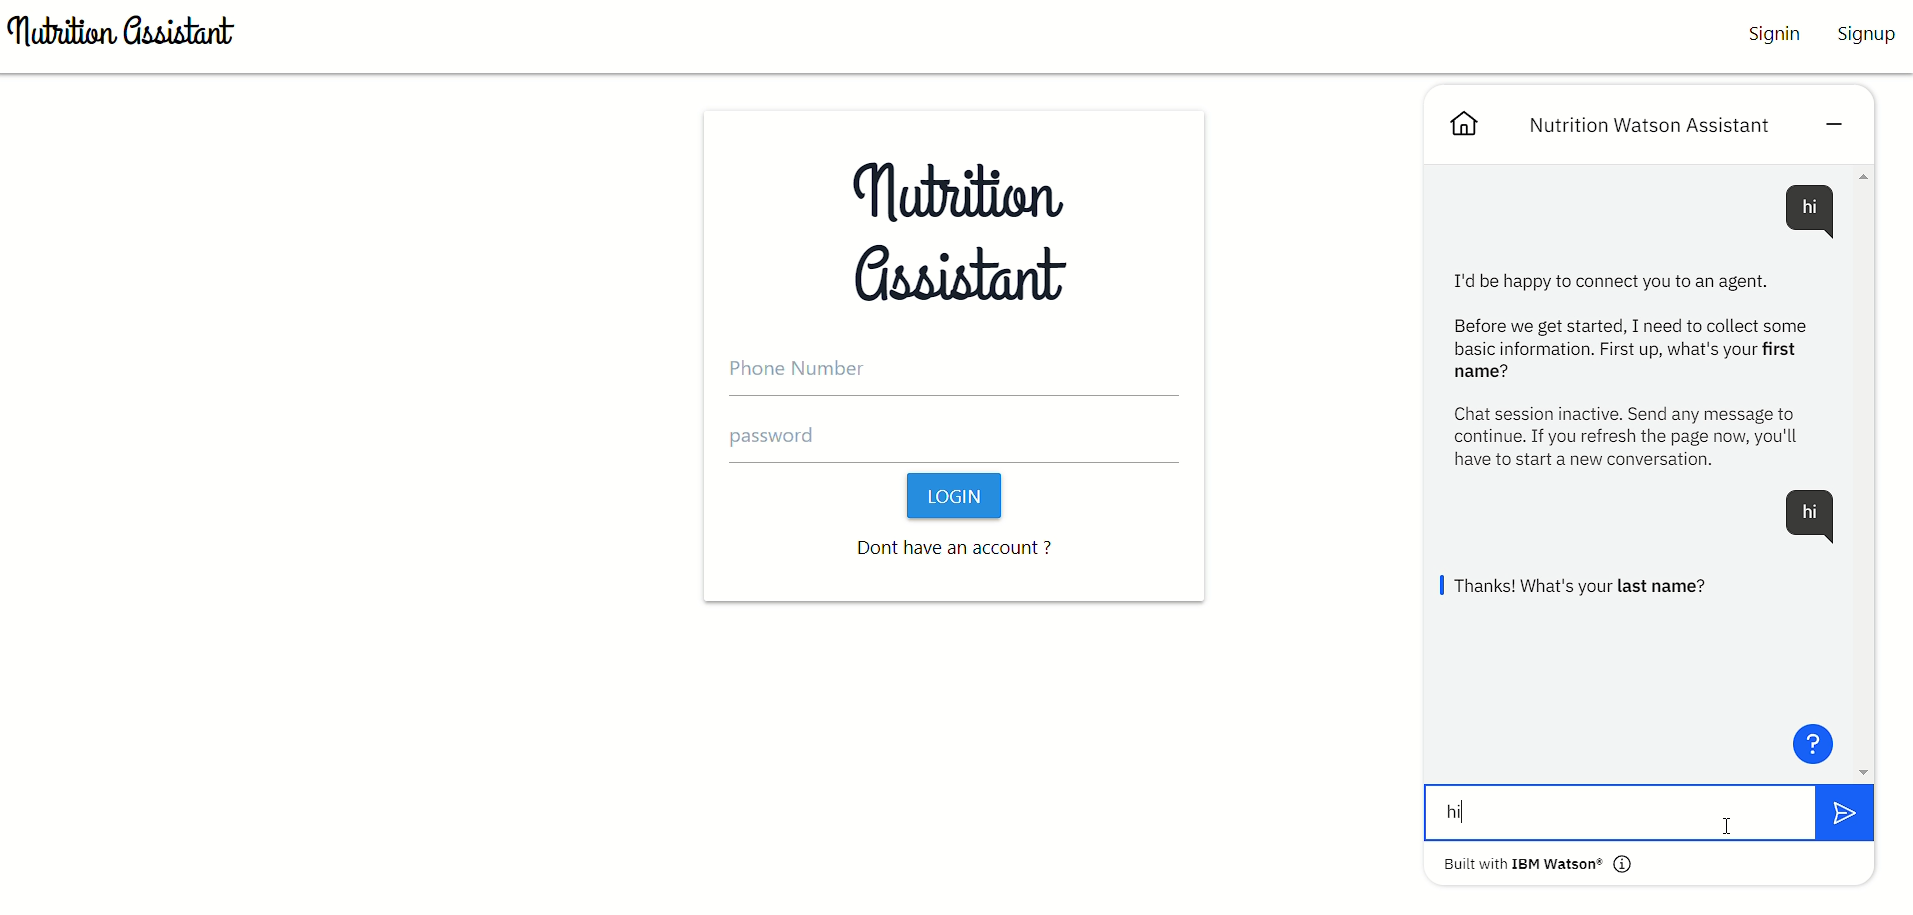 Nutrition Assistant
Signin
Signup
Nutrition
Assistant
Phone Number
password
LOGIN
Dont have an account ?
Nutrition Watson Assistant
hi
I'd be happy to connect you to an agent.
Before we get started, I need to collect some
basic information. First up, what's your first
name?
Chat session inactive. Send any message to
continue. If you refresh the page now, you'll
have to start a new conversation.
hi
Thanks! What's your last name?
?
hi
Built with IBM Watson®